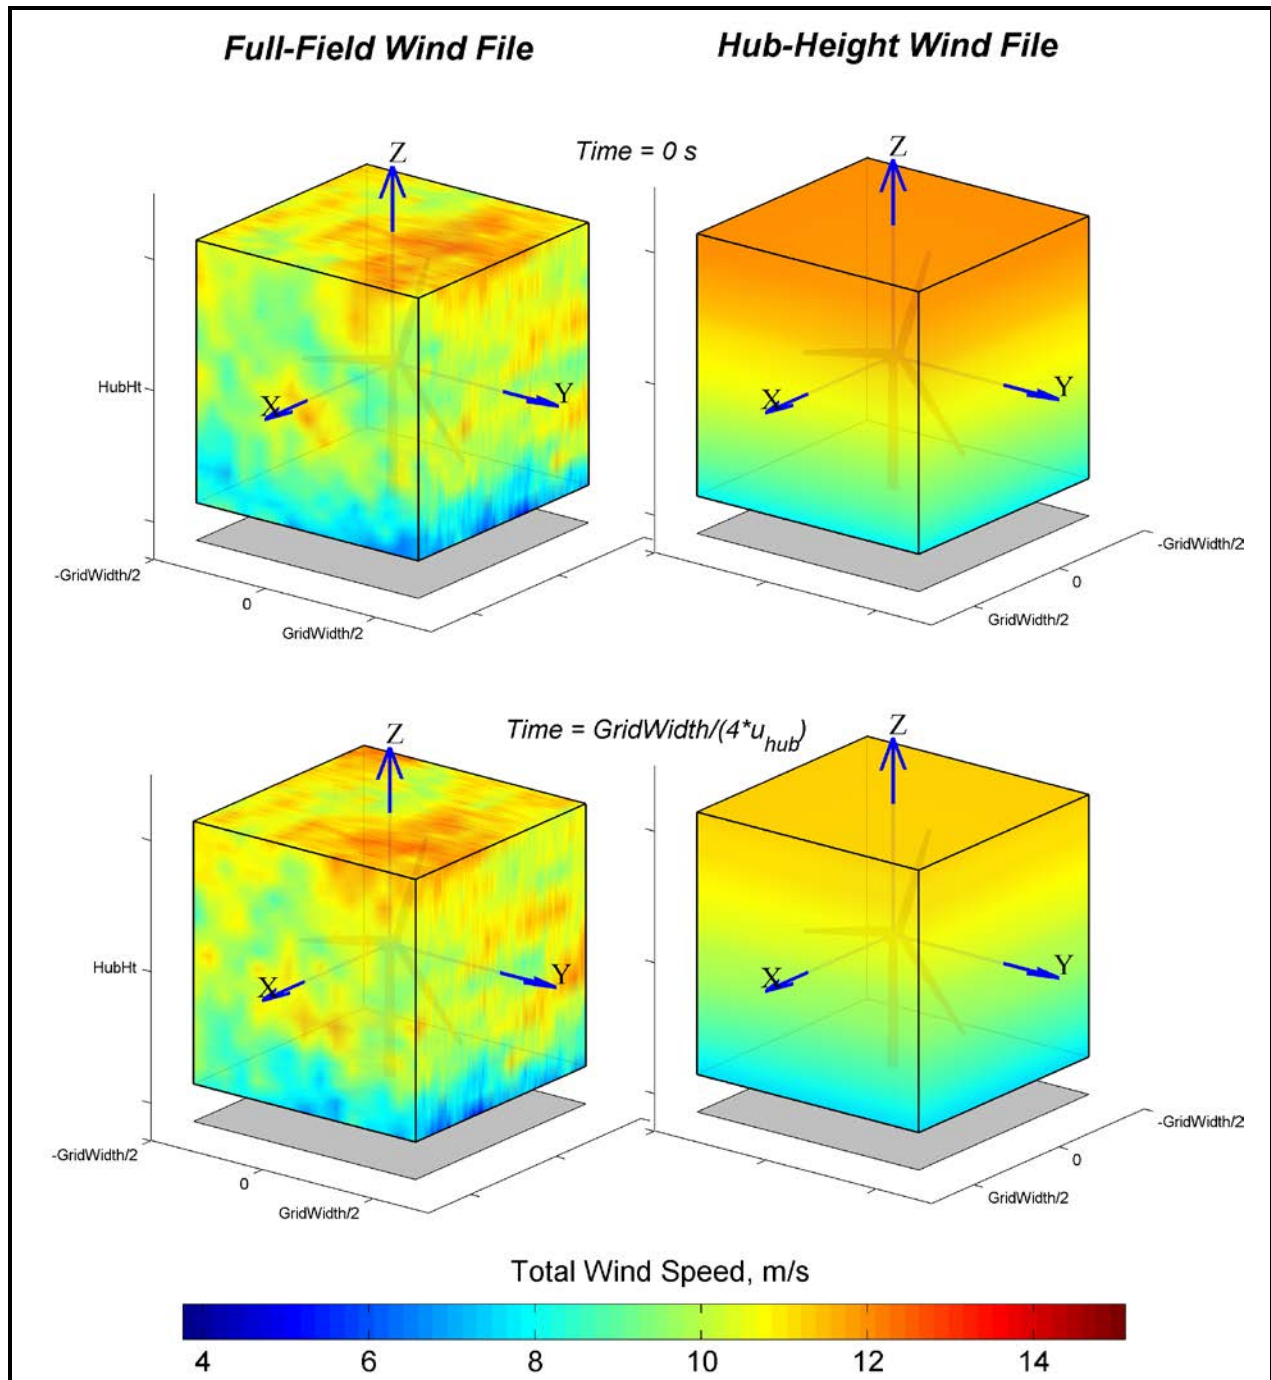 Full-Field Wind File
Hub-Height Wind File
Time = 0 s
Z
Z
HubHt
X
Y
X
Y
-GridWidth/2
0
GridWidth/2
-GridWidth/2
0
GridWidth/2
Time = GridWidth/(4*u_hub)
Z
Z
HubHt
X
Y
X
Y
-GridWidth/2
0
GridWidth/2
-GridWidth/2
0
GridWidth/2
Total Wind Speed, m/s
4 6 8 10 12 14